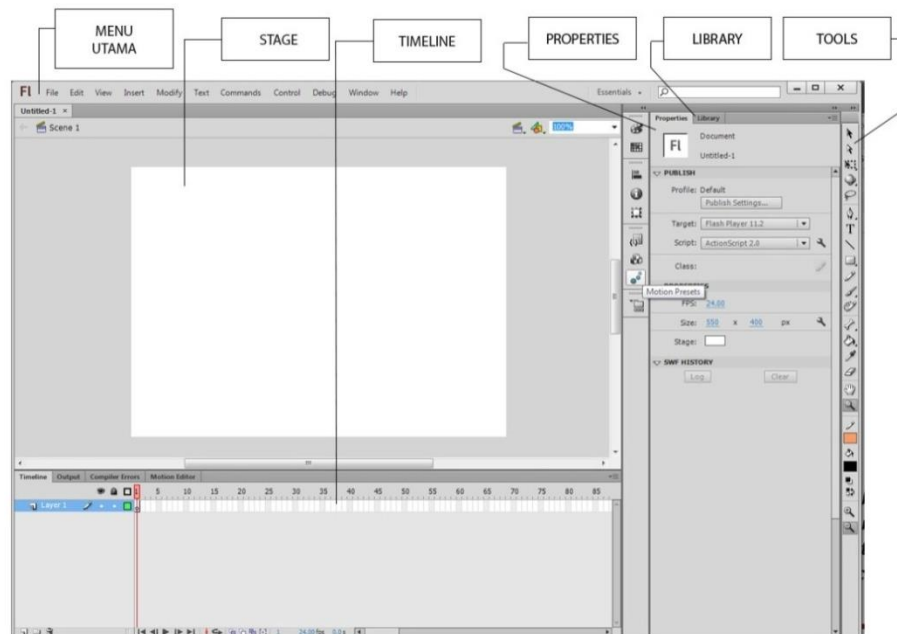 MENU
UTAMA
STAGE
TIMELINE
PROPERTIES
LIBRARY
TOOLS
Fl File Edit View Insert Modify Text Commands Control Debug Window Help Essentials
Untitled-1 ×
Scene 1 100%
Properties Library
Fl
Document
Untitled-1
PUBLISH
Profile: Default
Publish Settings...
Target: Flash Player 11.2
Script: ActionScript 2.0
Class:
Motion Presets
FPS: 24.00
Size: 550 x 400 px
Stage:
SWF HISTORY
Log Clear
Timeline Output Compiler Errors Motion Editor
1 5 10 15 20 25 30 35 40 45 50 55 60 65 70 75 80 85
Layer 1
1 24.00 fps 0.0 s